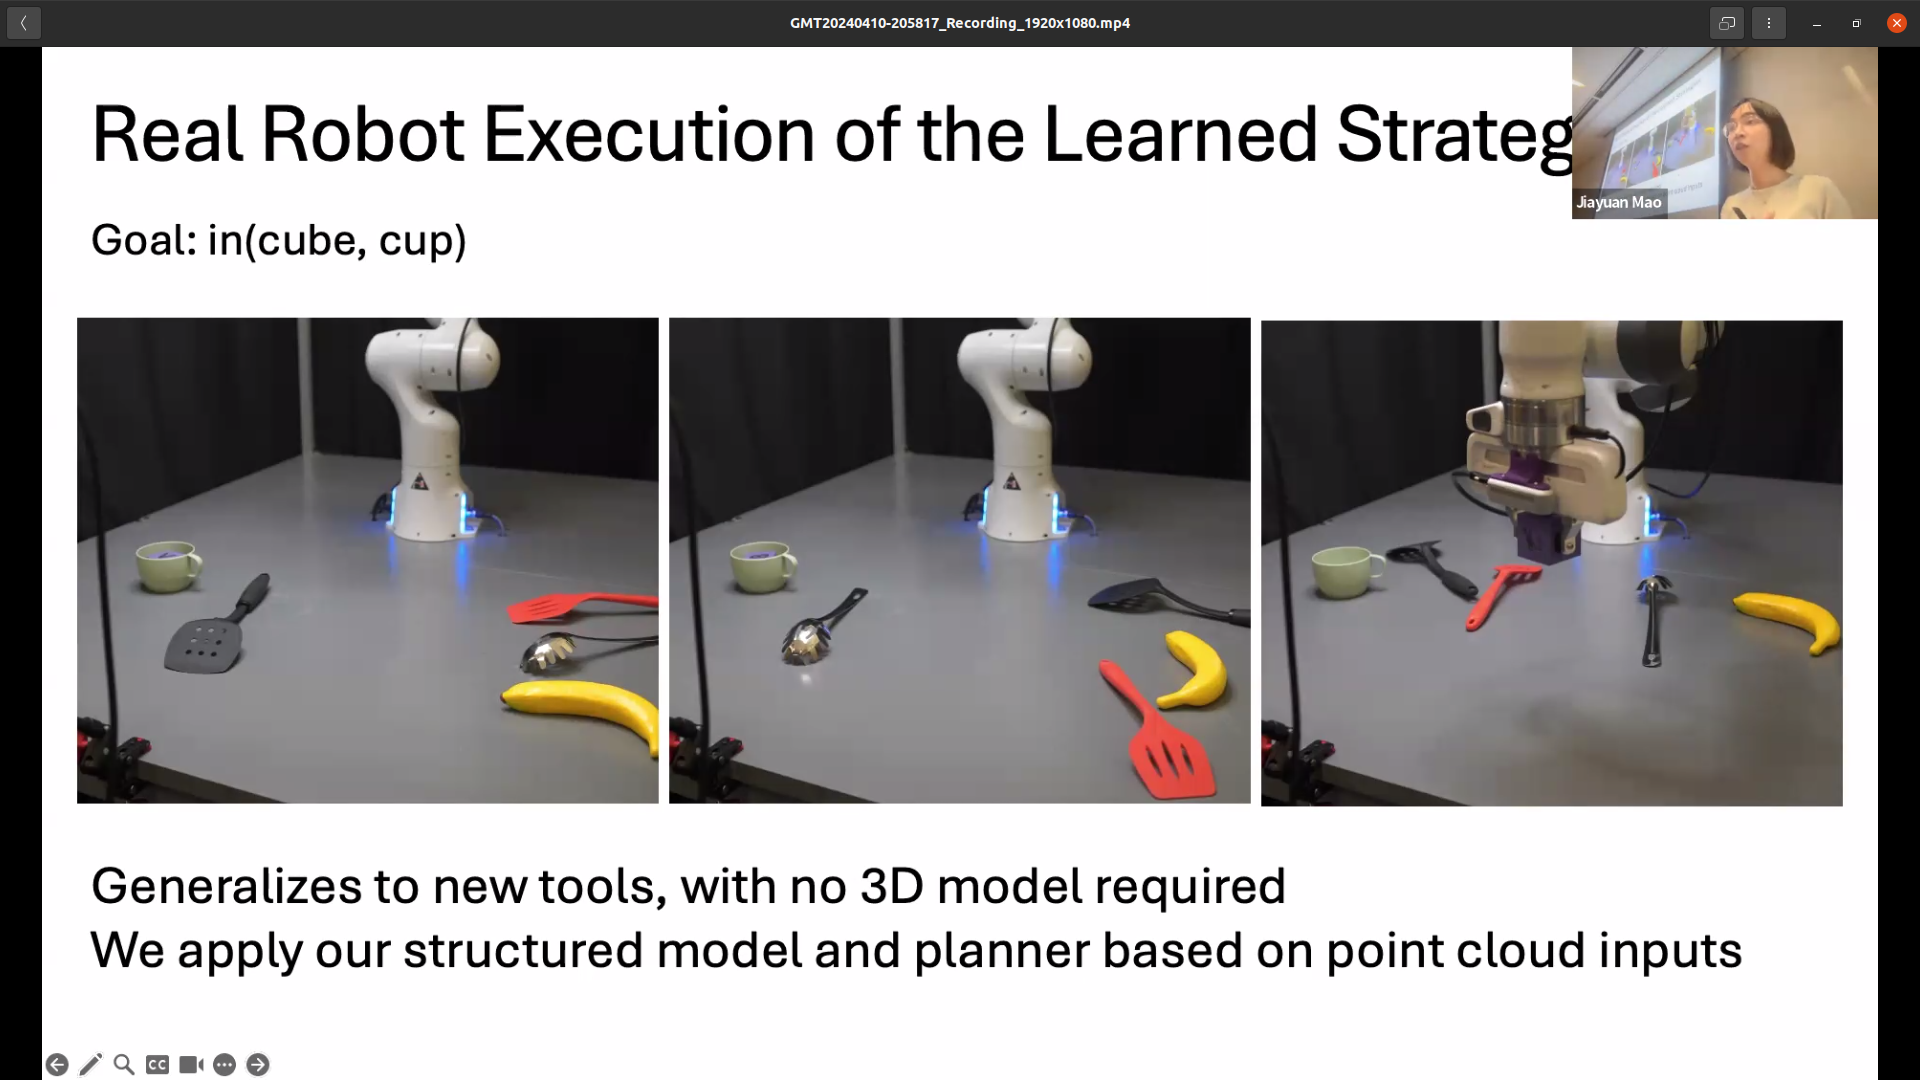 GMT20240410-205817_Recording_1920x1080.mp4
Real Robot Execution of the Learned Strateg
Jiayuan Mao
Goal: in(cube, cup)
Generalizes to new tools, with no 3D model required
We apply our structured model and planner based on point cloud inputs
CC